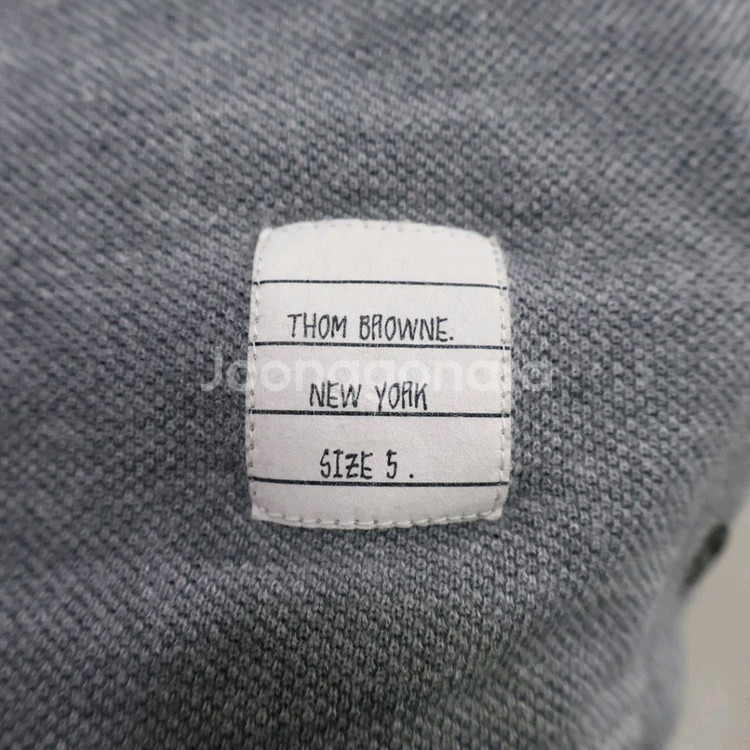 THOM BROWNE.
NEW YORK
SIZE 5 .
Joonggonara